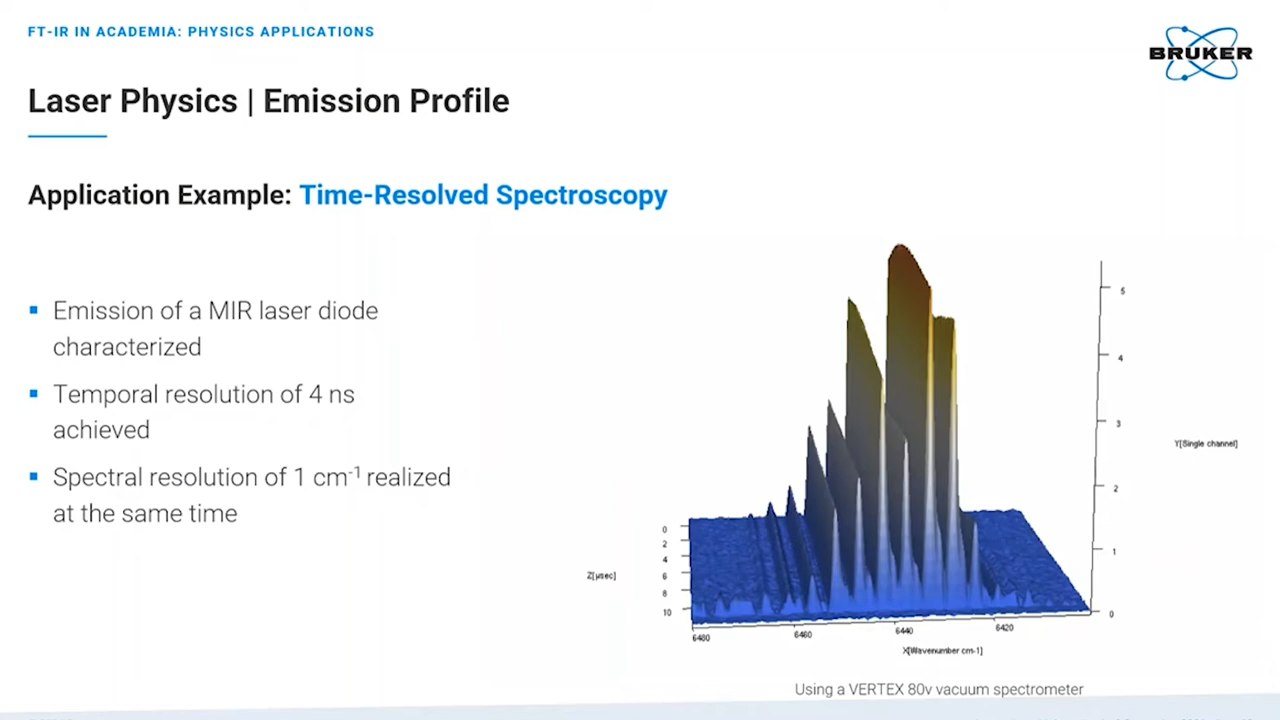 FT-IR IN ACADEMIA: PHYSICS APPLICATIONS
BRUKER
Laser Physics | Emission Profile
Application Example: Time-Resolved Spectroscopy
▪ Emission of a MIR laser diode
characterized
▪ Temporal resolution of 4 ns
achieved
▪ Spectral resolution of 1 cm⁻¹ realized
at the same time
5
4
3
Y[Single channel]
2
1
0
0
2
4
Z[µsec]
6
8
10
6480
6460
6440
6420
X[Wavenumber cm-1]
Using a VERTEX 80v vacuum spectrometer